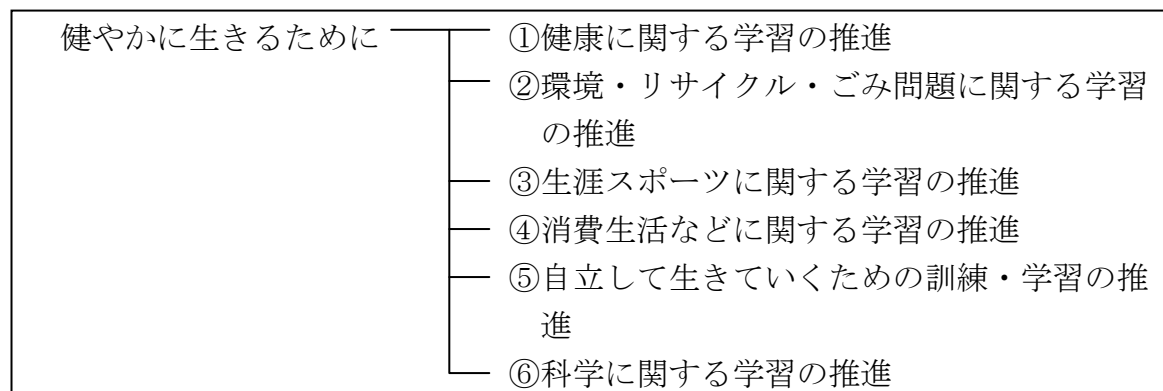 健やかに生きるために
①健康に関する学習の推進
②環境・リサイクル・ごみ問題に関する学習
の推進
③生涯スポーツに関する学習の推進
④消費生活などに関する学習の推進
⑤自立して生きていくための訓練・学習の推
進
⑥科学に関する学習の推進